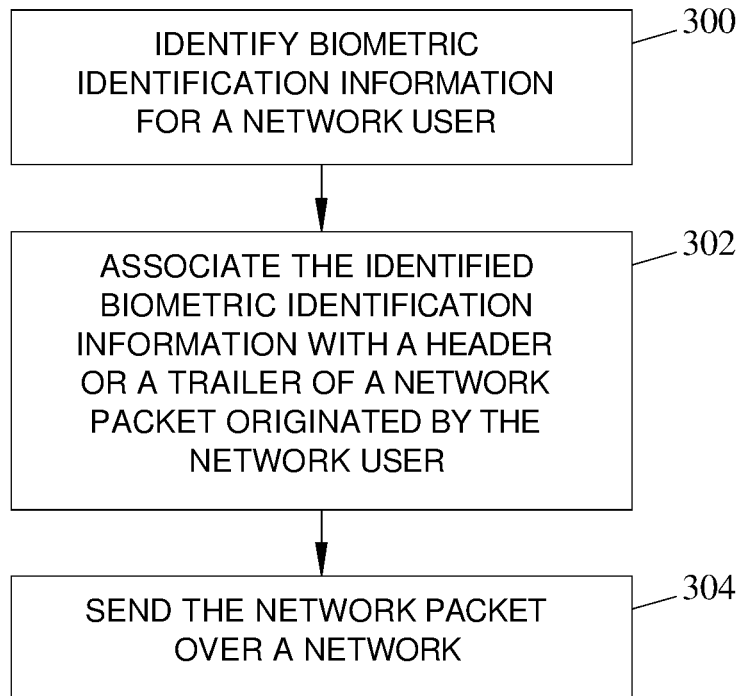 300
IDENTIFY BIOMETRIC
IDENTIFICATION INFORMATION
FOR A NETWORK USER
302
ASSOCIATE THE IDENTIFIED
BIOMETRIC IDENTIFICATION
INFORMATION WITH A HEADER
OR A TRAILER OF A NETWORK
PACKET ORIGINATED BY THE
NETWORK USER
304
SEND THE NETWORK PACKET
OVER A NETWORK